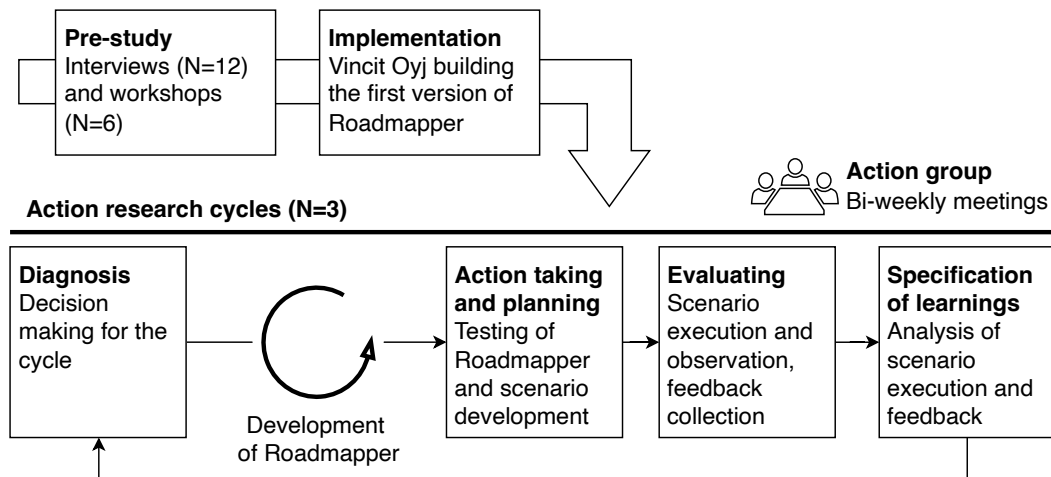 Pre-study
Interviews (N=12)
and workshops
(N=6)
Implementation
Vincit Oyj building
the first version of
Roadmapper
Action group
Bi-weekly meetings
Action research cycles (N=3)
Diagnosis
Decision
making for the
cycle
Development
of Roadmapper
Action taking
and planning
Testing of
Roadmapper
and scenario
development
Evaluating
Scenario
execution and
observation,
feedback
collection
Specification
of learnings
Analysis of
scenario
execution and
feedback